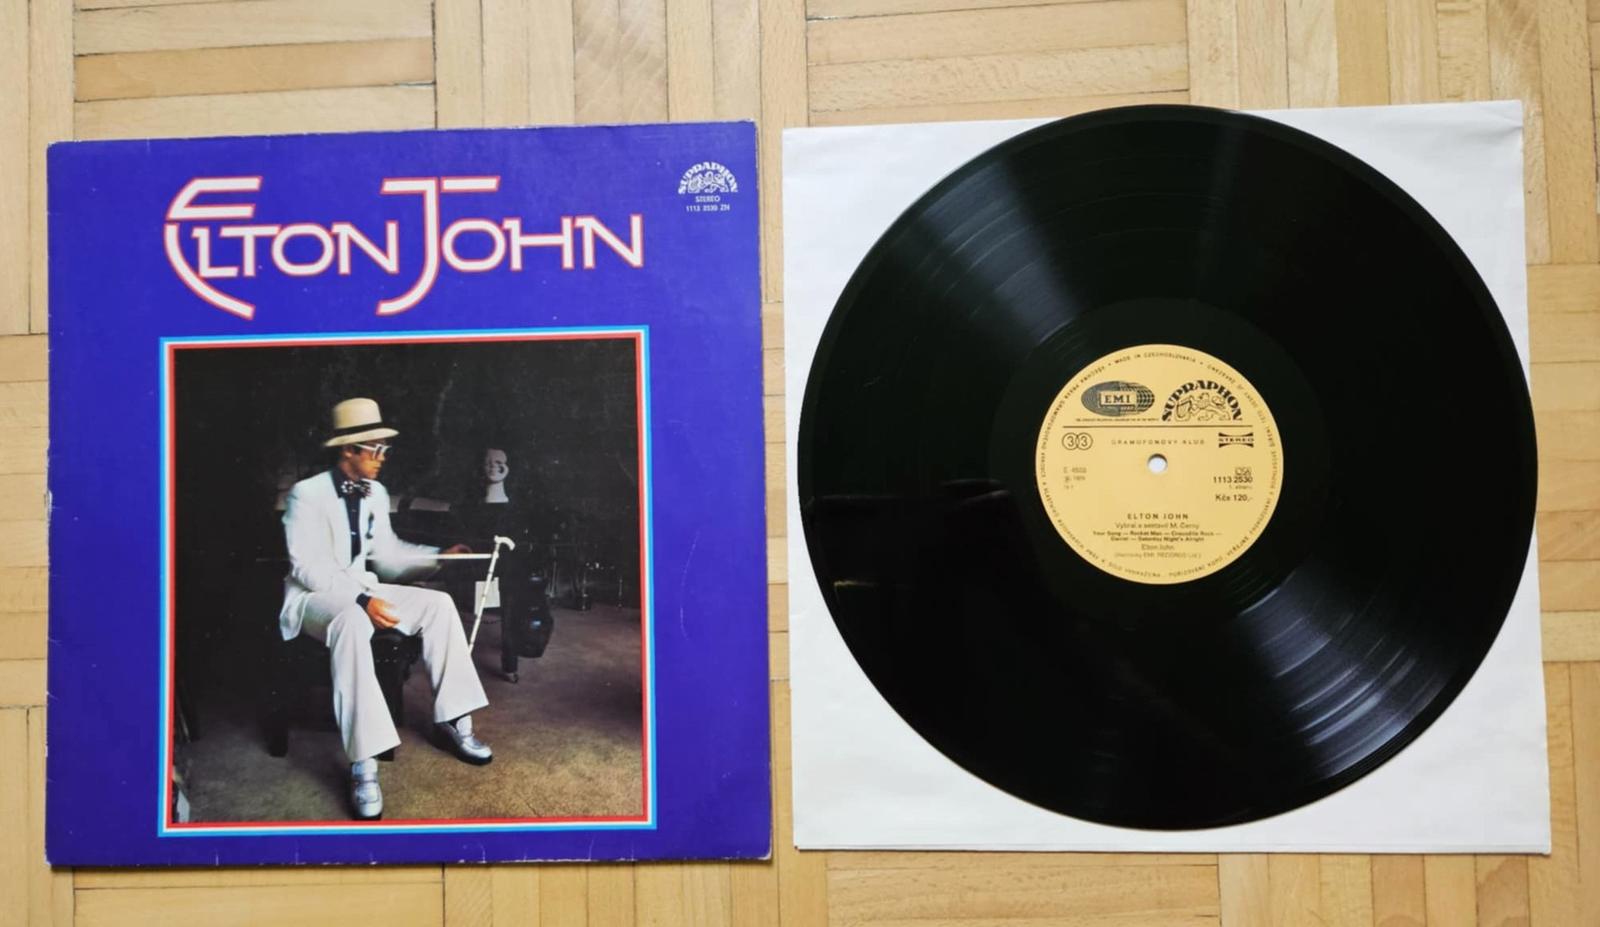 ELTON JOHN
SUPRAPHON
STEREO
1113 2530 ZH
MADE IN CZECHOSLOVAKIA
EMI
SUPRAPHON
33
GRAMOFONOVÝ KLUB
STEREO
1113 2530
Kčs 120,-
ELTON JOHN
Vybral a sestavil M. Černý
Your Song — Rocket Man — Crocodile Rock —
Daniel — Saturday Night's Alright
Elton John